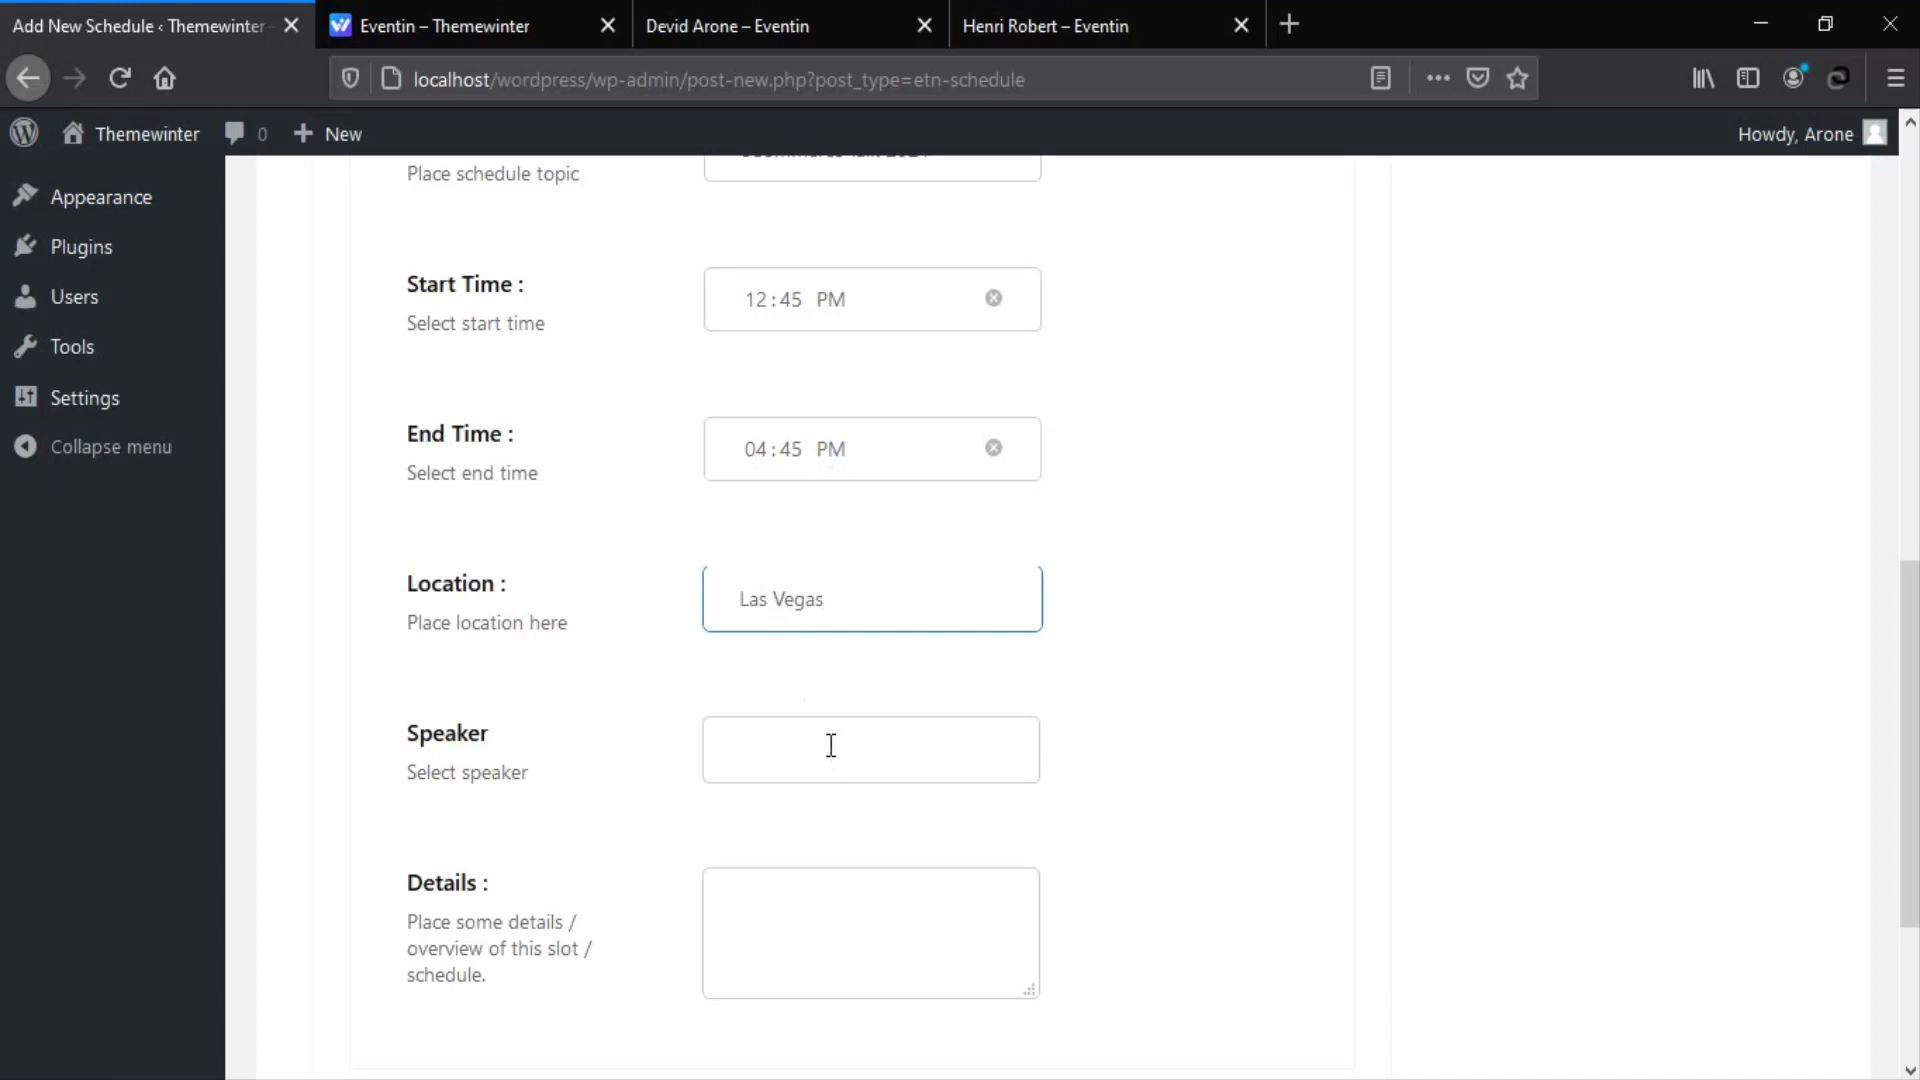 Add New Schedule ‹ Themewinter
Eventin – Themewinter
Devid Arone – Eventin
Henri Robert – Eventin
localhost/wordpress/wp-admin/post-new.php?post_type=etn-schedule
Themewinter
0
New
Howdy, Arone
Appearance
Plugins
Users
Tools
Settings
Collapse menu
Place schedule topic
Start Time :
Select start time
12:45 PM
End Time :
Select end time
04:45 PM
Location :
Place location here
Las Vegas
Speaker
Select speaker
Details :
Place some details /
overview of this slot /
schedule.